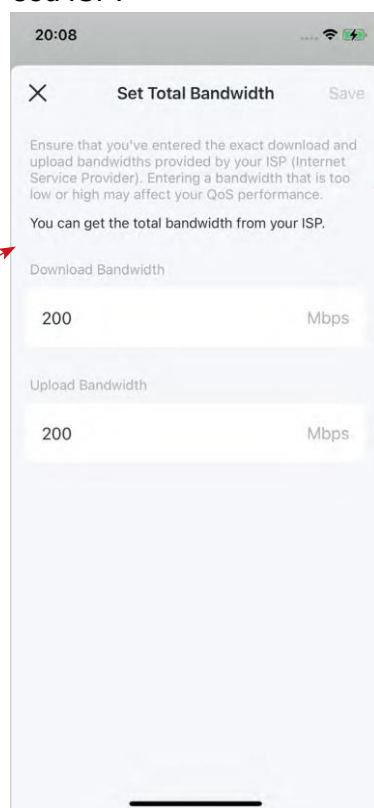 20:08
Set Total Bandwidth Save
Ensure that you've entered the exact download and
upload bandwidths provided by your ISP (Internet
Service Provider). Entering a bandwidth that is too
low or high may affect your QoS performance.
You can get the total bandwidth from your ISP.
Download Bandwidth
200 Mbps
Upload Bandwidth
200 Mbps